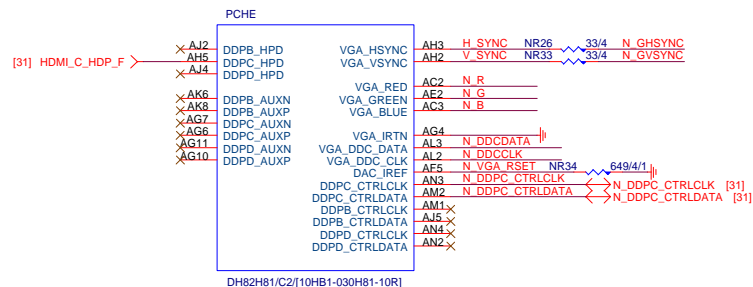 PCHE
AJ2 DDPB_HPD VGA_HSYNC AH3 H_SYNC NR26 33/4 N_GHSYNC
[31] HDMI_C_HDP_F AH5 DDPC_HPD VGA_VSYNC AH2 V_SYNC NR33 33/4 N_GVSYNC
AJ4 DDPD_HPD
VGA_RED AC2 N_R
AK6 DDPB_AUXN VGA_GREEN AE2 N_G
AK8 DDPB_AUXP VGA_BLUE AC3 N_B
AG7 DDPC_AUXN
AG6 DDPC_AUXP VGA_IRTN AG4
AG11 DDPD_AUXN VGA_DDC_DATA AL3 N_DDCDATA
AG10 DDPD_AUXP VGA_DDC_CLK AL2 N_DDCCLK
DAC_IREF AF5 N_VGA_RSET NR34 649/4/1
DDPC_CTRLCLK AN3 N_DDPC_CTRLCLK N_DDPC_CTRLCLK [31]
DDPC_CTRLDATA AM2 N_DDPC_CTRLDATA N_DDPC_CTRLDATA [31]
DDPB_CTRLCLK AM1
DDPB_CTRLDATA AJ5
DDPD_CTRLCLK AN4
DDPD_CTRLDATA AN2
DH82H81/C2/[10HB1-030H81-10R]